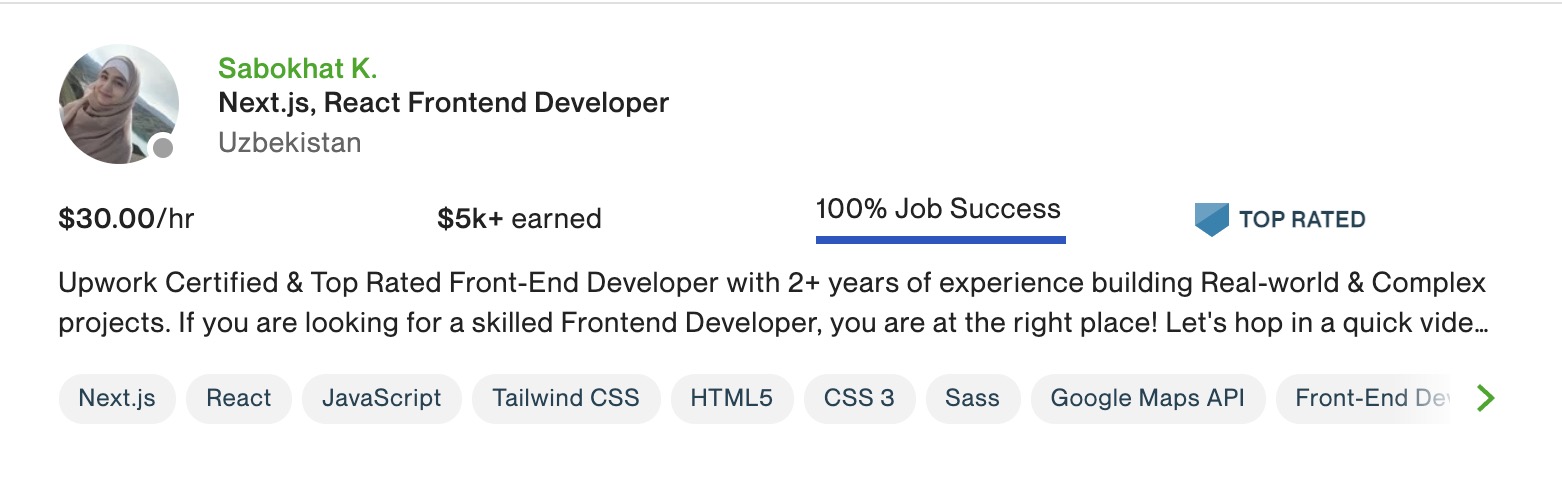 Sabokhat K.
Next.js, React Frontend Developer
Uzbekistan
$30.00/hr
$5k+ earned
100% Job Success
TOP RATED
Upwork Certified & Top Rated Front-End Developer with 2+ years of experience building Real-world & Complex
projects. If you are looking for a skilled Frontend Developer, you are at the right place! Let's hop in a quick vide…
Next.js
React
JavaScript
Tailwind CSS
HTML5
CSS 3
Sass
Google Maps API
Front-End Dev